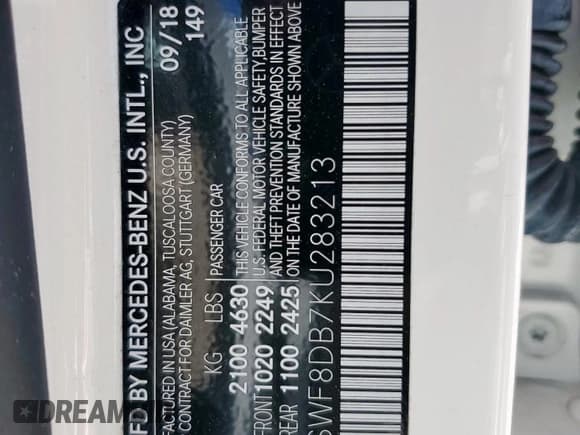 MFD BY MERCEDES-BENZ U.S. INTL., INC
FACTURED IN USA (ALABAMA, TUSCALOOSA COUNTY) 09/18
CONTRACT FOR DAIMLER AG, STUTTGART (GERMANY) 149
KG LBS PASSENGER CAR
2100 4630 THIS VEHICLE CONFORMS TO ALL APPLICABLE
FRONT 1020 2249 U.S. FEDERAL MOTOR VEHICLE SAFETY, BUMPER
REAR 1100 2425 AND THEFT PREVENTION STANDARDS IN EFFECT
ON THE DATE OF MANUFACTURE SHOWN ABOVE
SWF8DB7KU283213
DREAM